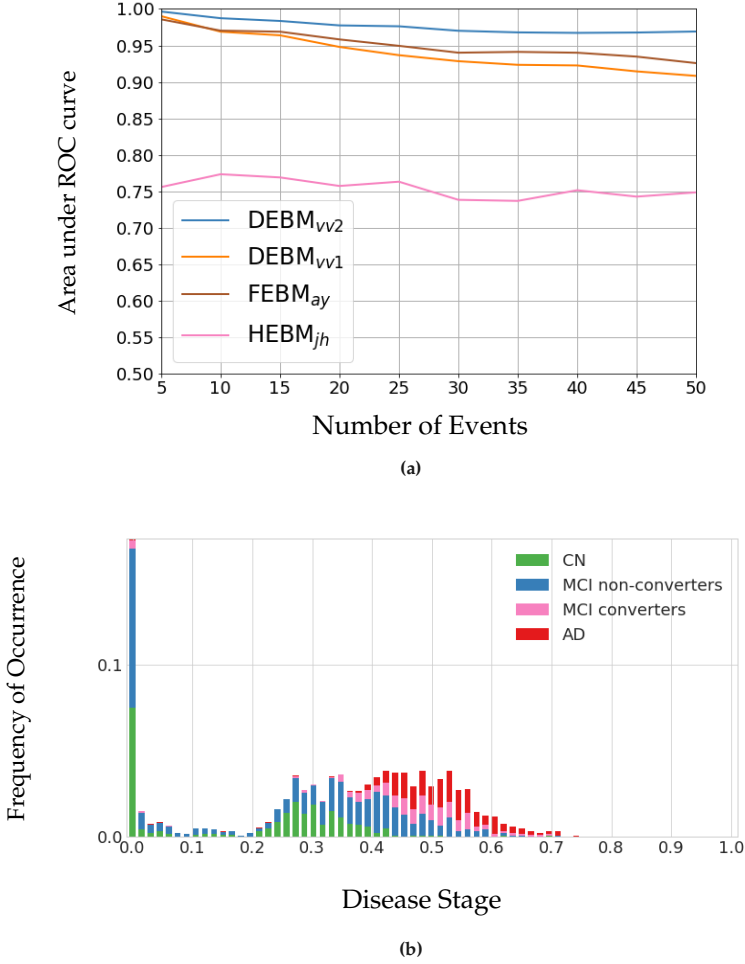 1.00
0.95
0.90
0.85
0.80
0.75
0.70
0.65
0.60
0.55
0.50
Area under ROC curve
DEBMvv2
DEBMvv1
FEBMay
HEBMjh
5 10 15 20 25 30 35 40 45 50
Number of Events
(a)
Frequency of Occurrence
CN
MCI non-converters
MCI converters
AD
0.1
0.0
0.0 0.1 0.2 0.3 0.4 0.5 0.6 0.7 0.8 0.9 1.0
Disease Stage
(b)